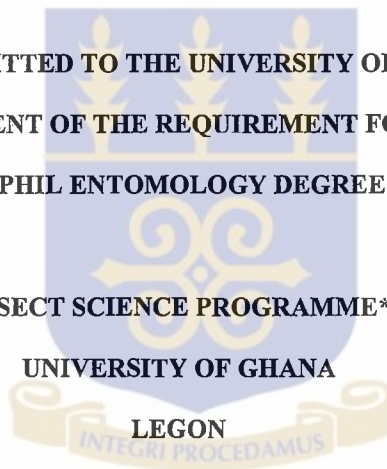 ITTED TO THE UNIVERSITY OF
ENT OF THE REQUIREMENT FO
PHIL ENTOMOLOGY DEGREE
SECT SCIENCE PROGRAMME*
UNIVERSITY OF GHANA
LEGON
INTEGRI PROCEDAMUS